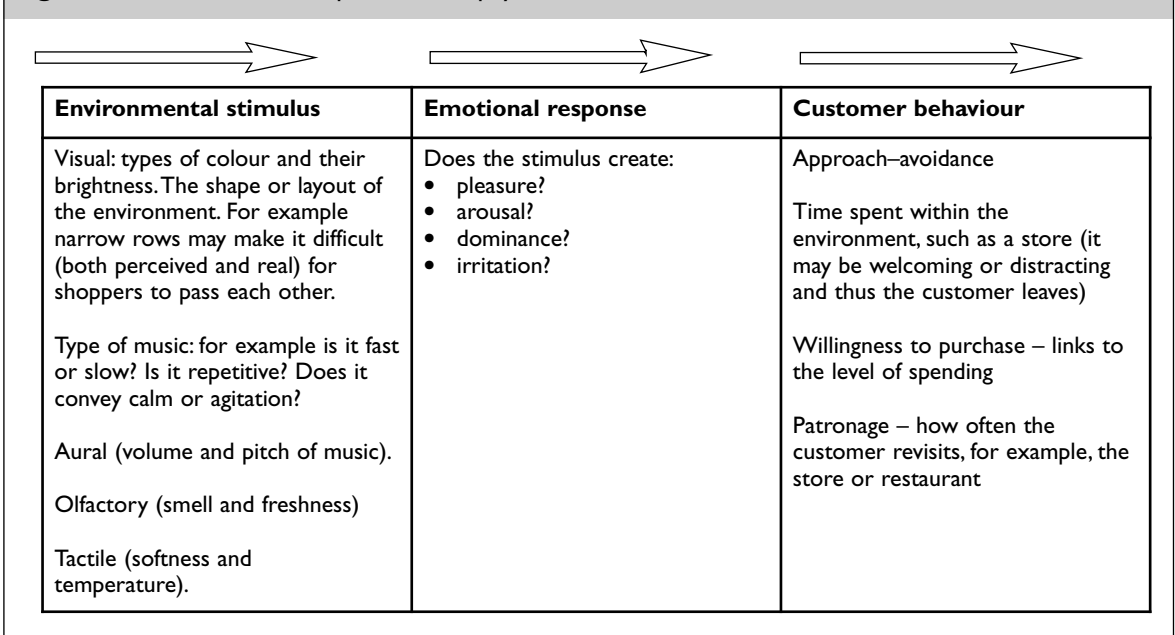 Environmental stimulus
Emotional response
Customer behaviour
Visual: types of colour and their
brightness. The shape or layout of
the environment. For example
narrow rows may make it difficult
(both perceived and real) for
shoppers to pass each other.
Type of music: for example is it fast
or slow? Is it repetitive? Does it
convey calm or agitation?
Aural (volume and pitch of music).
Olfactory (smell and freshness)
Tactile (softness and
temperature).
Does the stimulus create:
• pleasure?
• arousal?
• dominance?
• irritation?
Approach–avoidance
Time spent within the
environment, such as a store (it
may be welcoming or distracting
and thus the customer leaves)
Willingness to purchase – links to
the level of spending
Patronage – how often the
customer revisits, for example, the
store or restaurant